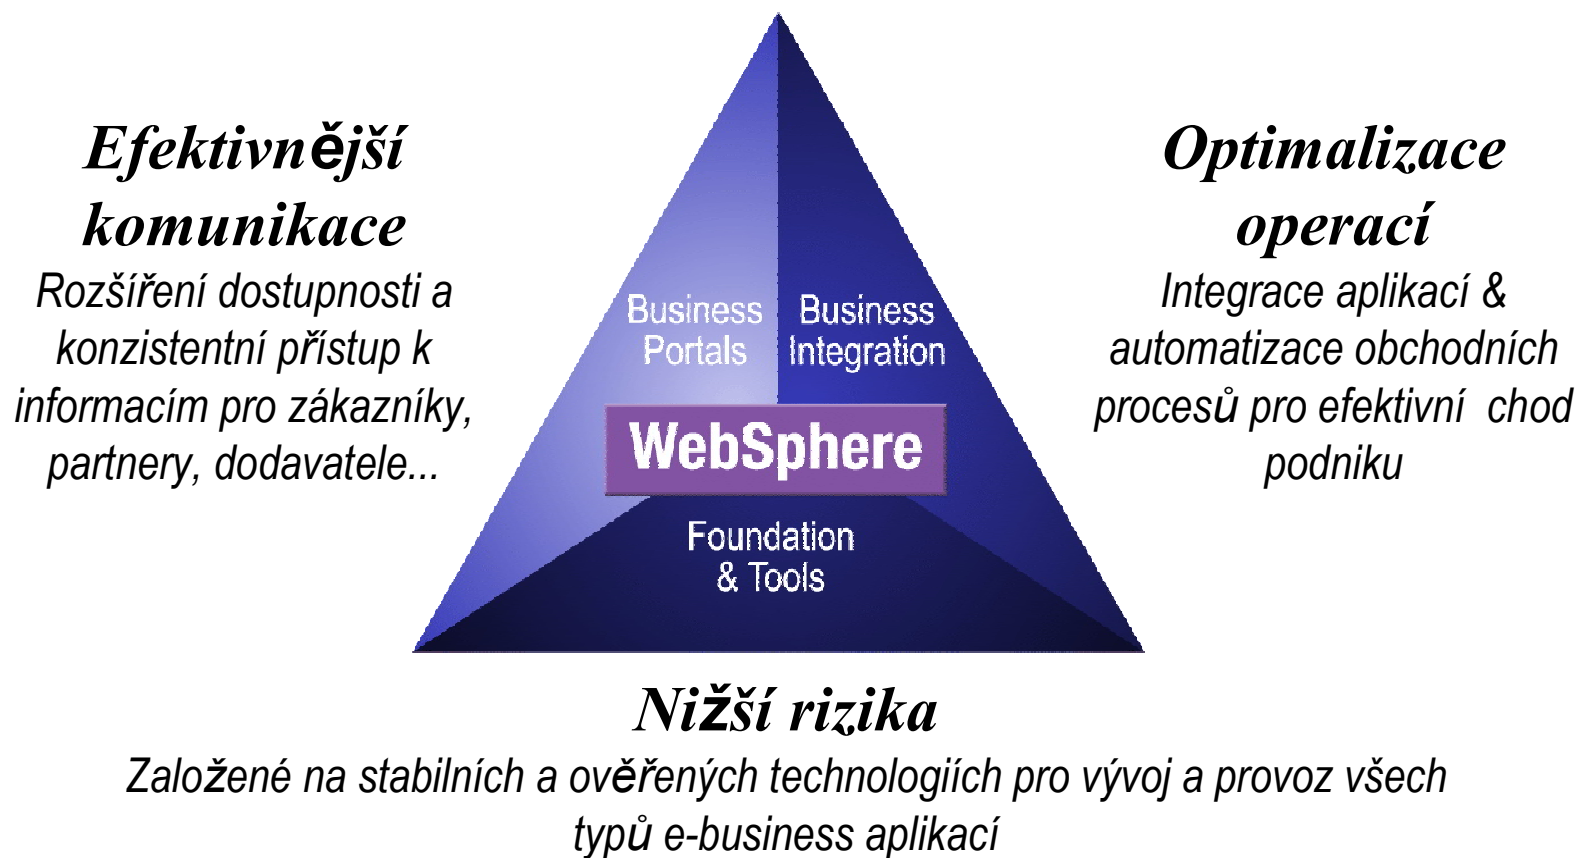 Efektivnější
komunikace
Rozšíření dostupnosti a
konzistentní přístup k
informacím pro zákazníky,
partnery, dodavatele...
Business
Portals
Business
Integration
WebSphere
Foundation
& Tools
Optimalizace
operací
Integrace aplikací &
automatizace obchodních
procesů pro efektivní  chod
podniku
Nižší rizika
Založené na stabilních a ověřených technologiích pro vývoj a provoz všech
typů e-business aplikací